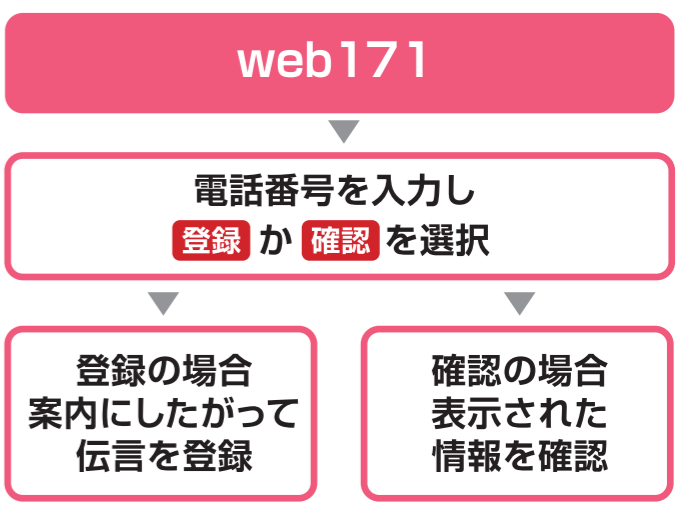 web171
電話番号を入力し
登録 か 確認 を選択
登録の場合
案内にしたがって
伝言を登録
確認の場合
表示された
情報を確認